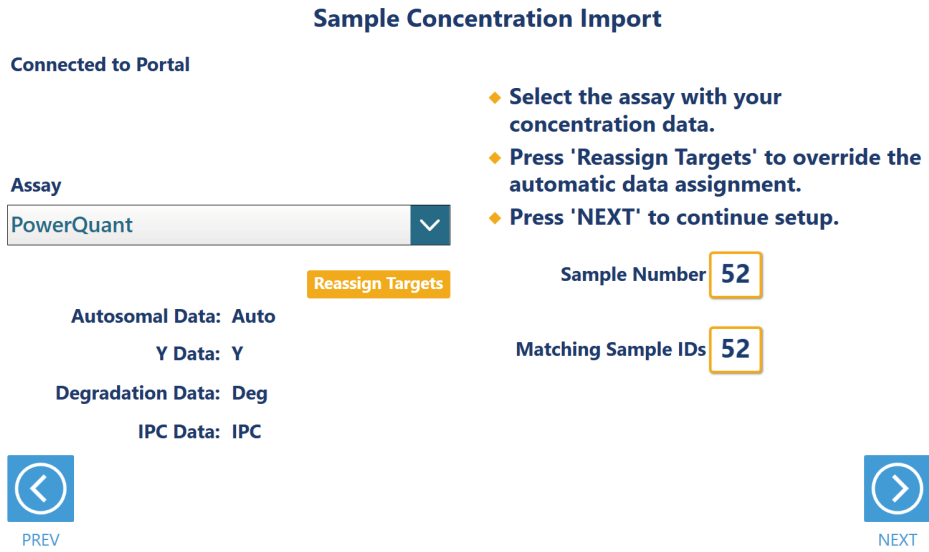 Sample Concentration Import
Connected to Portal
Select the assay with your
concentration data.
Press 'Reassign Targets' to override the
automatic data assignment.
Press 'NEXT' to continue setup.
Assay
PowerQuant
Reassign Targets
Autosomal Data: Auto
Y Data: Y
Degradation Data: Deg
IPC Data: IPC
Sample Number 52
Matching Sample IDs 52
PREV
NEXT